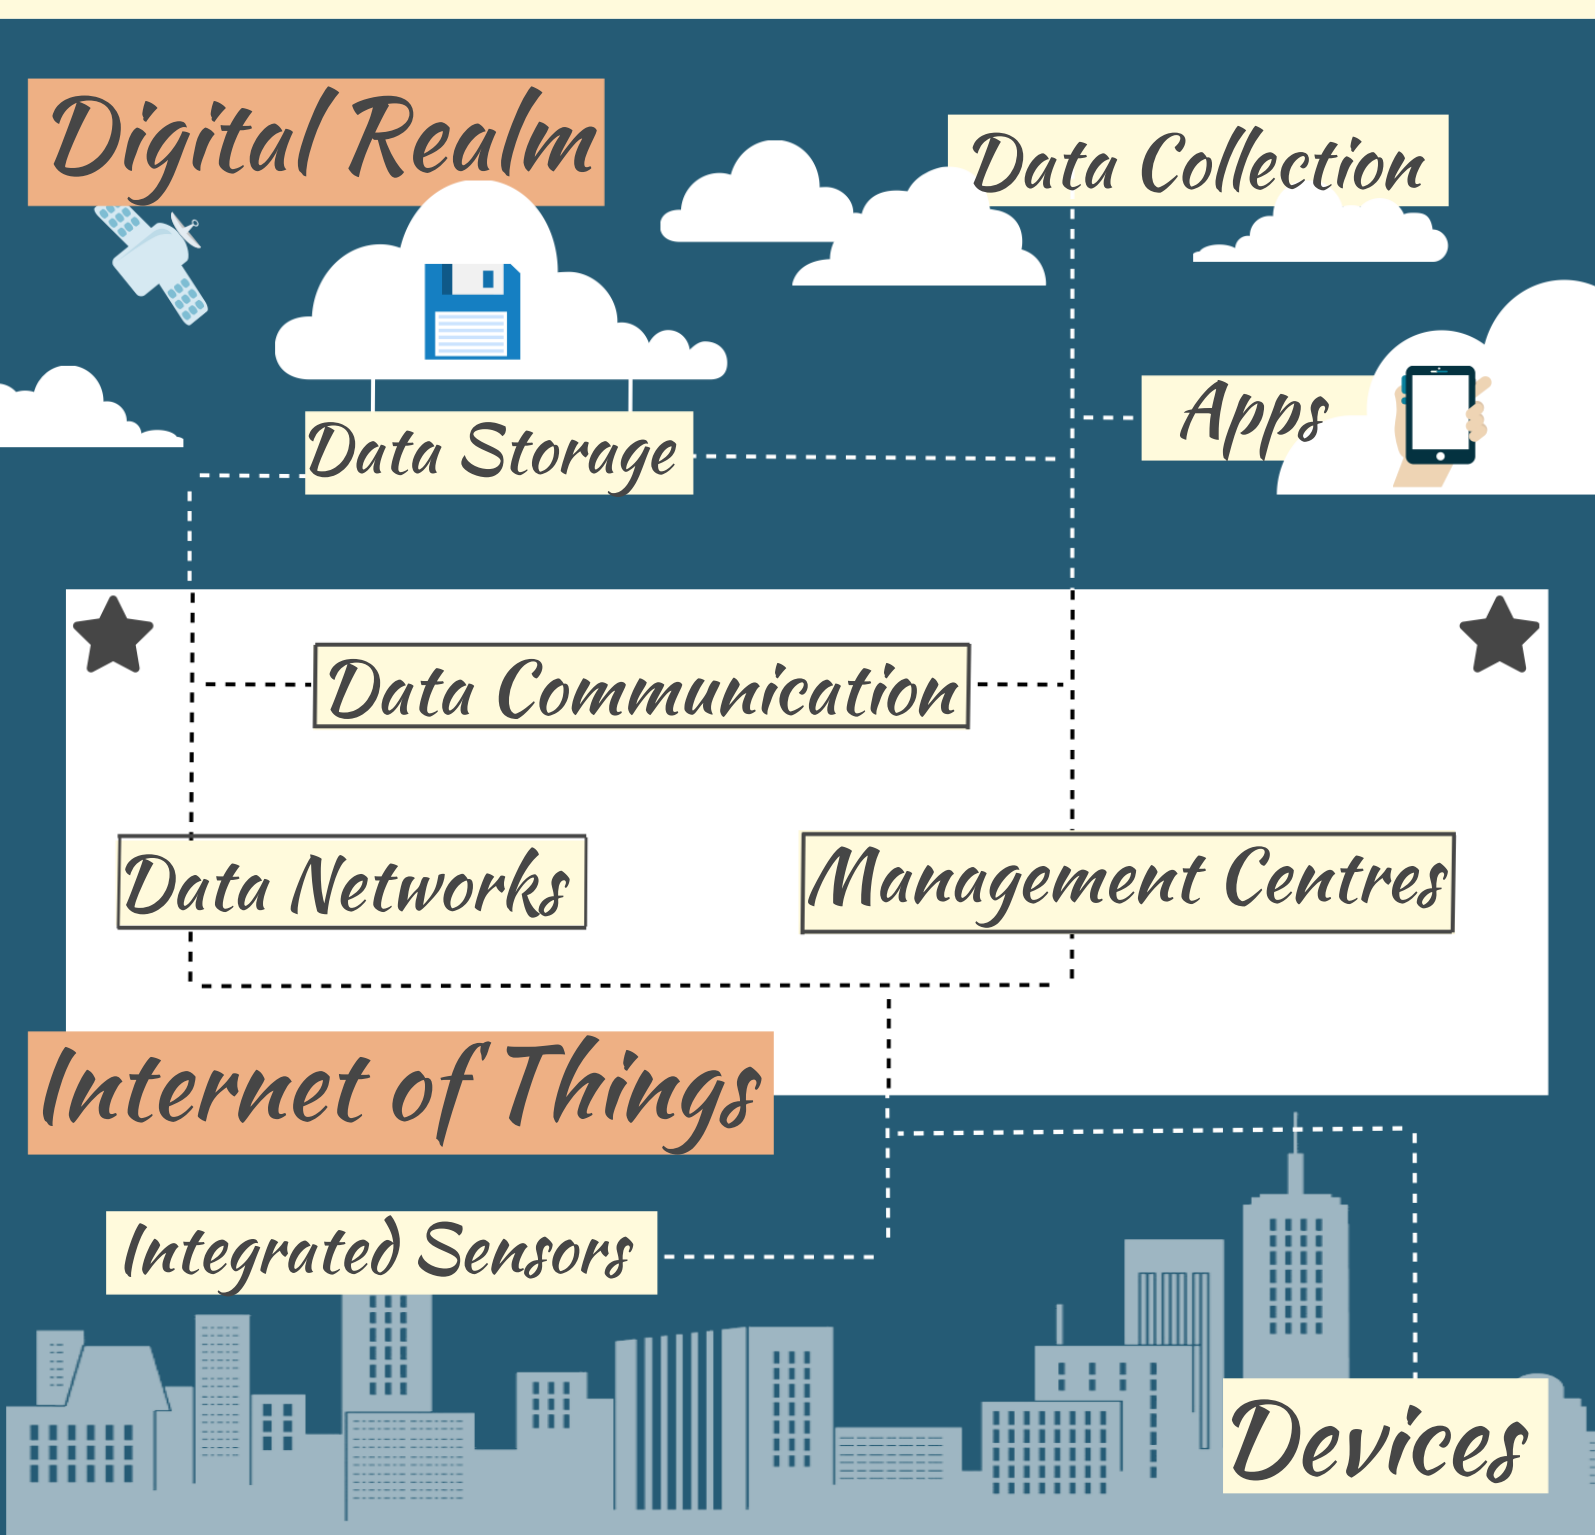 Digital Realm
Data Collection
Apps
Data Storage
Data Communication
Data Networks
Management Centres
Internet of Things
Integrated Sensors
Devices